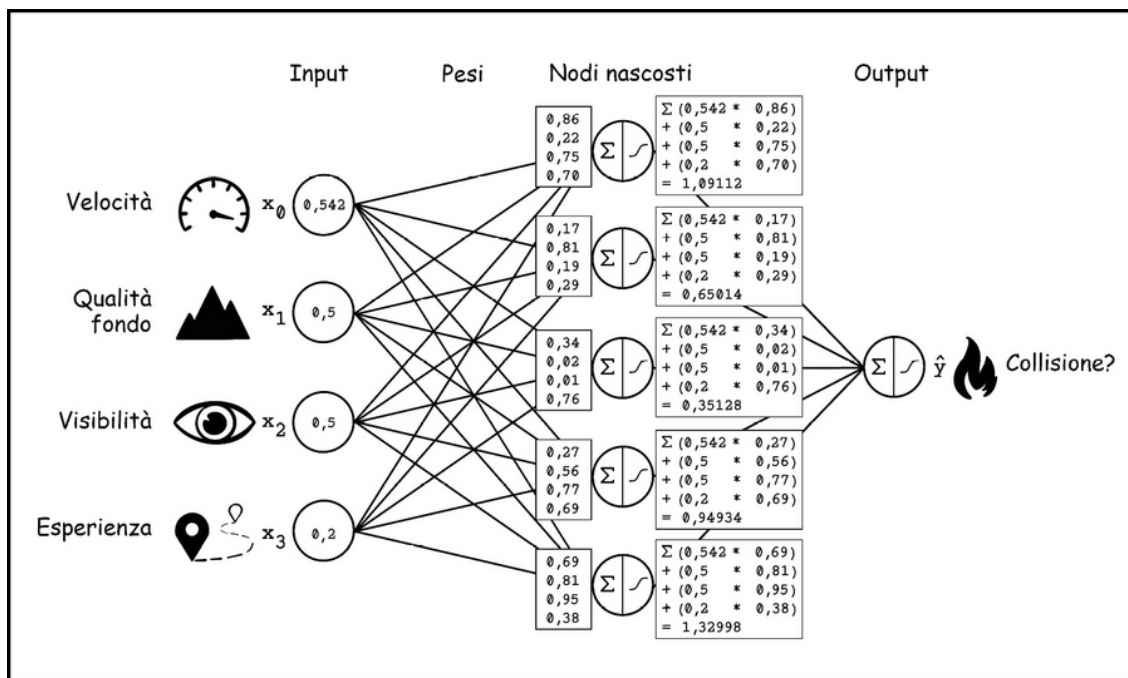 Input Pesi Nodi nascosti Output
Velocità x0 0,542
Qualità
fondo x1 0,5
Visibilità x2 0,5
Esperienza x3 0,2
0,86
0,22
0,75
0,70
Σ
Σ (0,542 * 0,86)
+ (0,5 * 0,22)
+ (0,5 * 0,75)
+ (0,2 * 0,70)
= 1,09112
0,17
0,81
0,19
0,29
Σ
Σ (0,542 * 0,17)
+ (0,5 * 0,81)
+ (0,5 * 0,19)
+ (0,2 * 0,29)
= 0,65014
0,34
0,02
0,01
0,76
Σ
Σ (0,542 * 0,34)
+ (0,5 * 0,02)
+ (0,5 * 0,01)
+ (0,2 * 0,76)
= 0,35128
0,27
0,56
0,77
0,69
Σ
Σ (0,542 * 0,27)
+ (0,5 * 0,56)
+ (0,5 * 0,77)
+ (0,2 * 0,69)
= 0,94934
0,69
0,81
0,95
0,38
Σ
Σ (0,542 * 0,69)
+ (0,5 * 0,81)
+ (0,5 * 0,95)
+ (0,2 * 0,38)
= 1,32998
Σ ŷ Collisione?